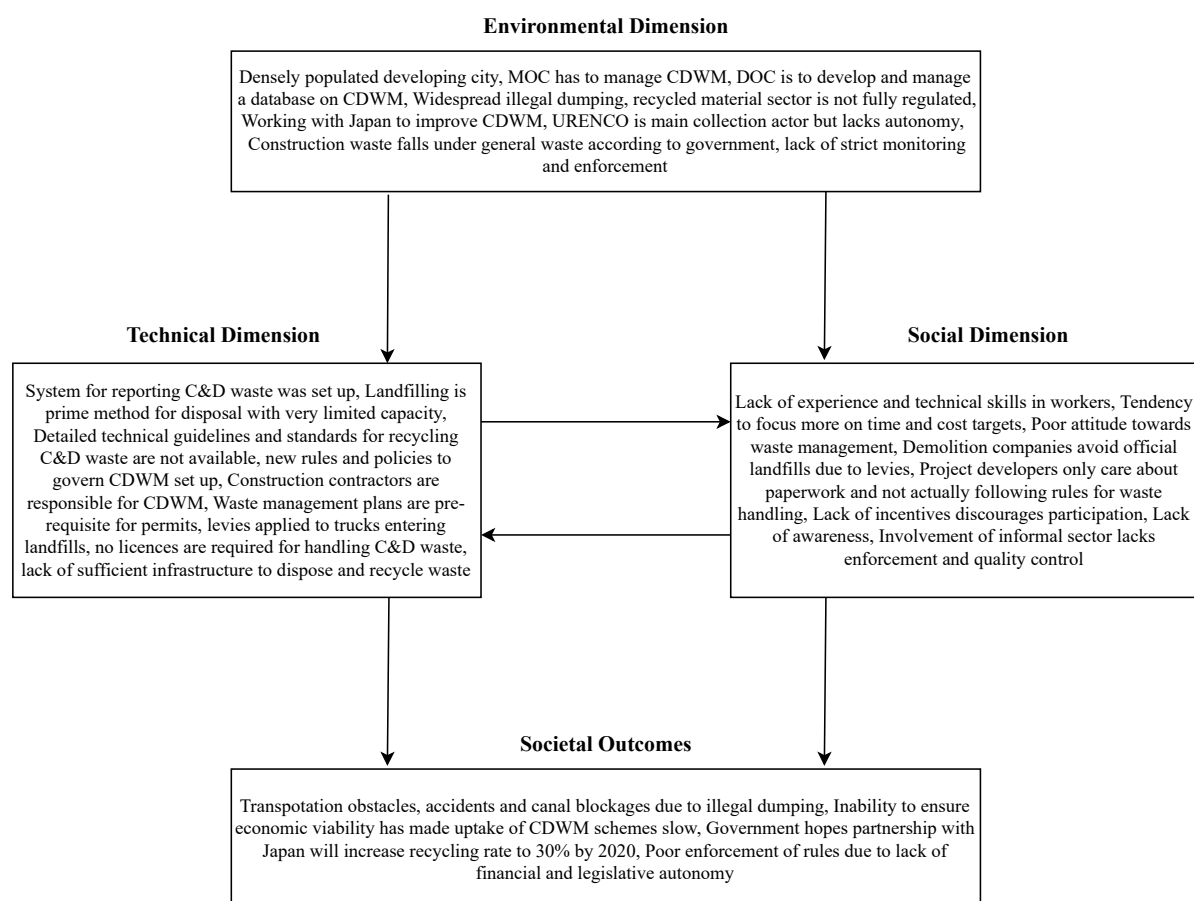 Environmental Dimension
Densely populated developing city, MOC has to manage CDWM, DOC is to develop and manage
a database on CDWM, Widespread illegal dumping, recycled material sector is not fully regulated,
Working with Japan to improve CDWM, URENCO is main collection actor but lacks autonomy,
Construction waste falls under general waste according to government, lack of strict monitoring
and enforcement
Technical Dimension
System for reporting C&D waste was set up, Landfilling is
prime method for disposal with very limited capacity,
Detailed technical guidelines and standards for recycling
C&D waste are not available, new rules and policies to
govern CDWM set up, Construction contractors are
responsible for CDWM, Waste management plans are pre-
requisite for permits, levies applied to trucks entering
landfills, no licences are required for handling C&D waste,
lack of sufficient infrastructure to dispose and recycle waste
Social Dimension
Lack of experience and technical skills in workers, Tendency
to focus more on time and cost targets, Poor attitude towards
waste management, Demolition companies avoid official
landfills due to levies, Project developers only care about
paperwork and not actually following rules for waste
handling, Lack of incentives discourages participation, Lack
of awareness, Involvement of informal sector lacks
enforcement and quality control
Societal Outcomes
Transpotation obstacles, accidents and canal blockages due to illegal dumping, Inability to ensure
economic viability has made uptake of CDWM schemes slow, Government hopes partnership with
Japan will increase recycling rate to 30% by 2020, Poor enforcement of rules due to lack of
financial and legislative autonomy